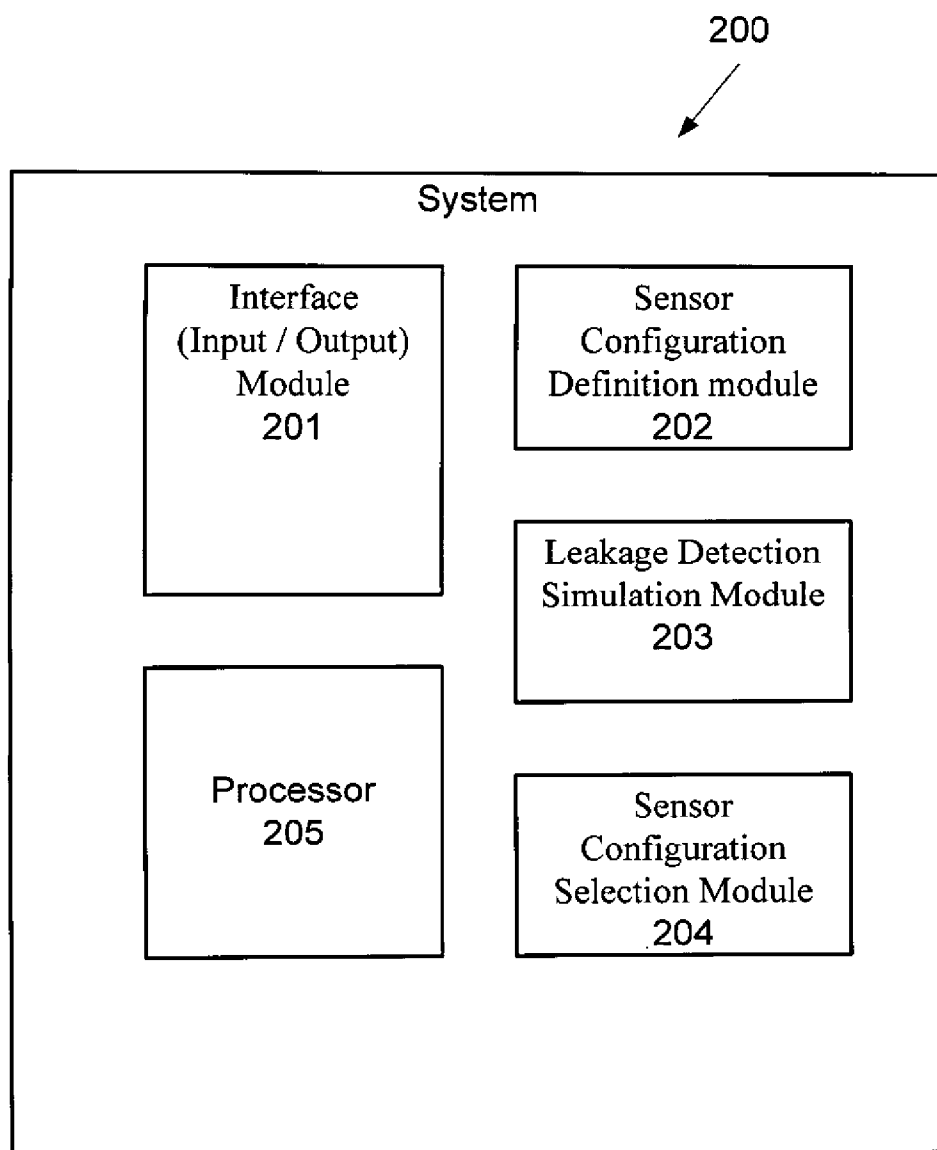 200
System
Interface
(Input / Output)
Module
201
Sensor
Configuration
Definition module
202
Leakage Detection
Simulation Module
203
Processor
205
Sensor
Configuration
Selection Module
204